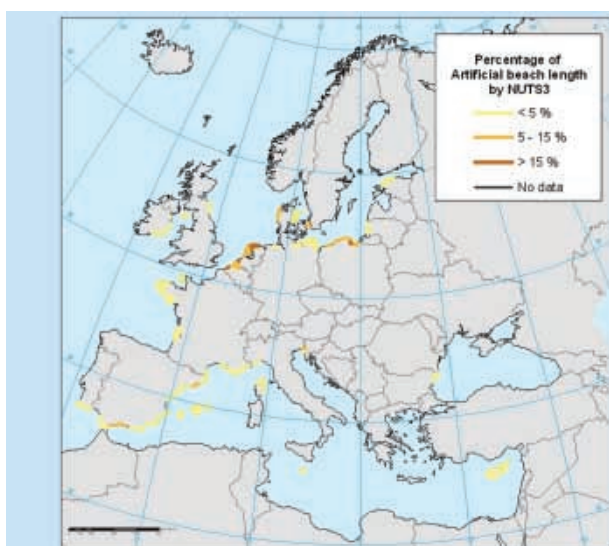 Percentage of
Artificial beach length
by NUTS3
< 5 %
5 - 15 %
> 15 %
No data